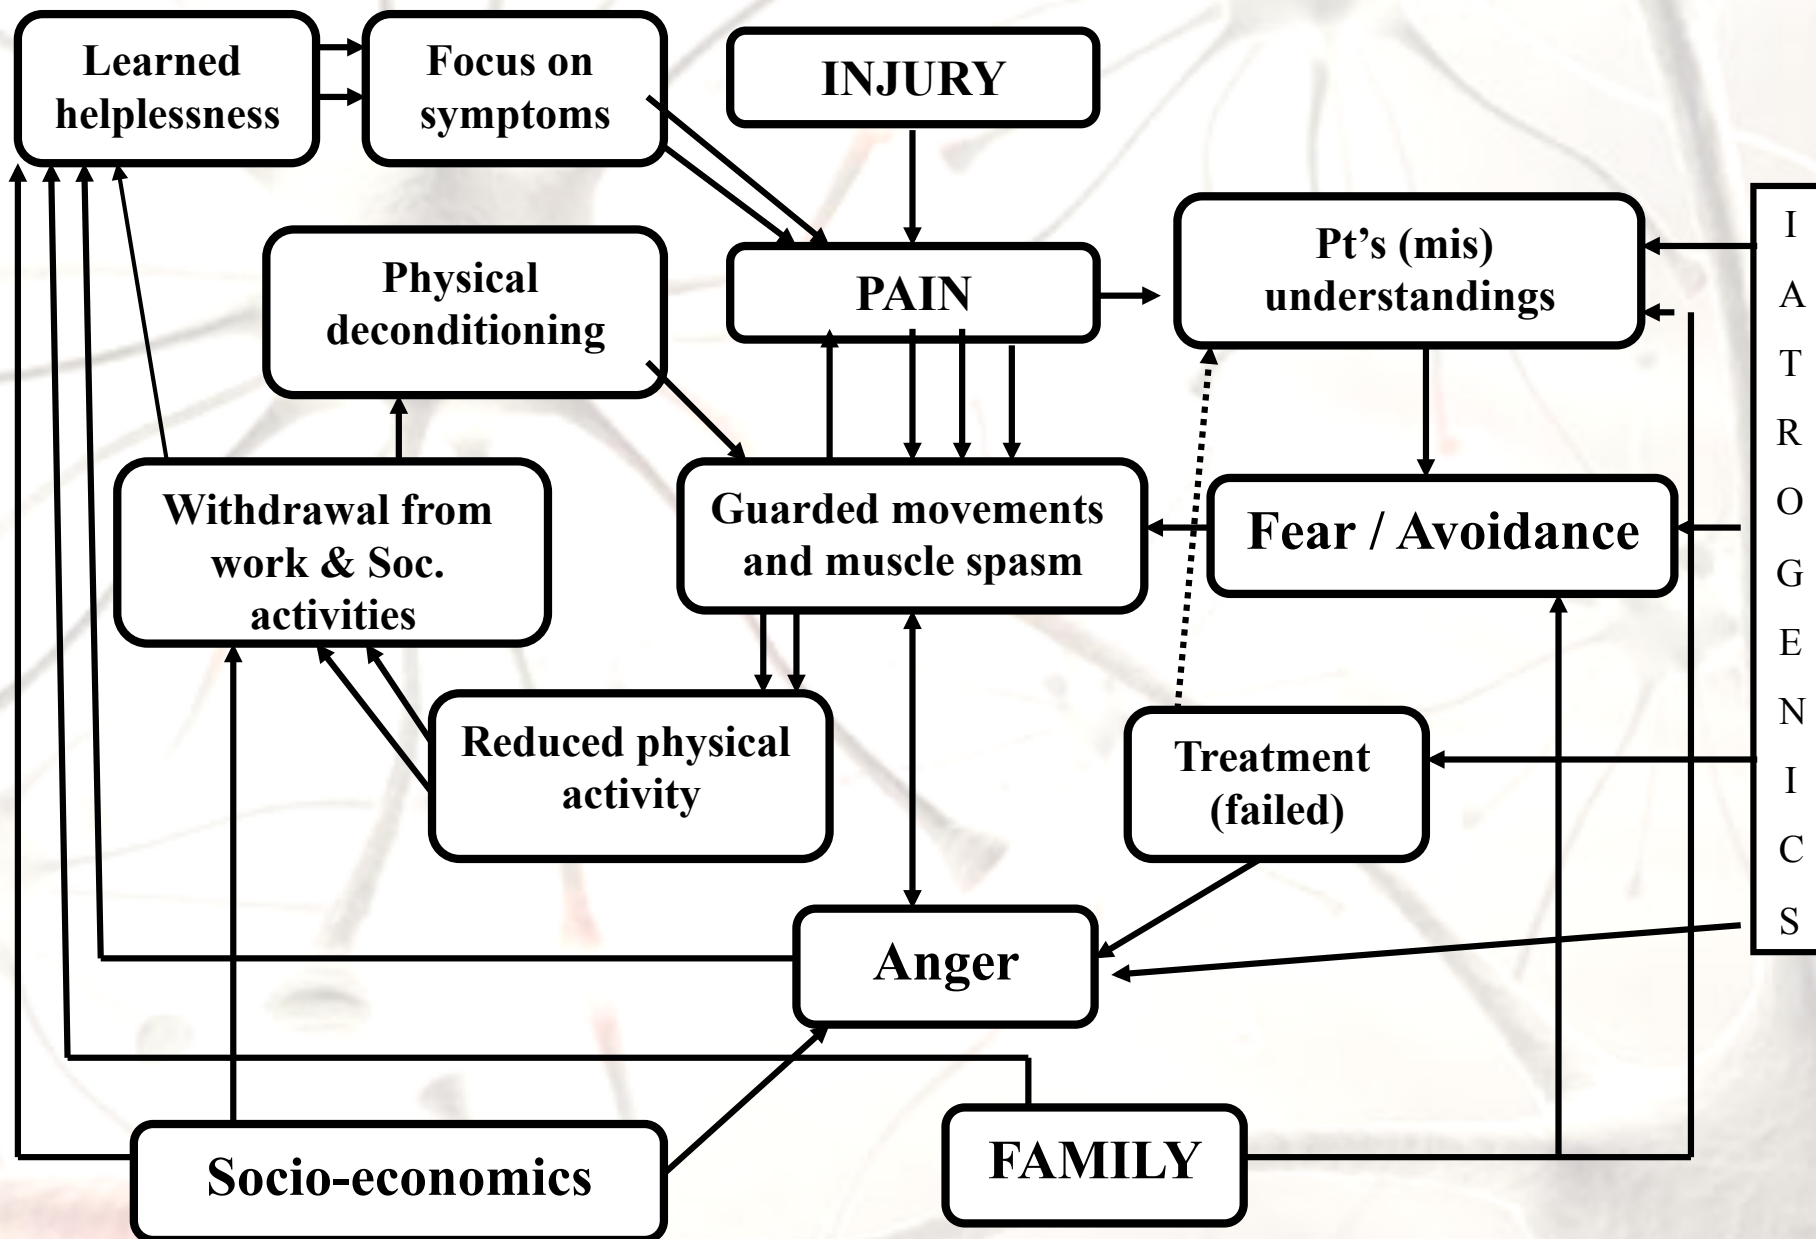 Learned
helplessness
Focus on
symptoms
INJURY
Physical
deconditioning
PAIN
Pt's (mis)
understandings
Withdrawal from
work & Soc.
activities
Guarded movements
and muscle spasm
Fear / Avoidance
Reduced physical
activity
Treatment
(failed)
Anger
Socio-economics
FAMILY
I
A
T
R
O
G
E
N
I
C
S